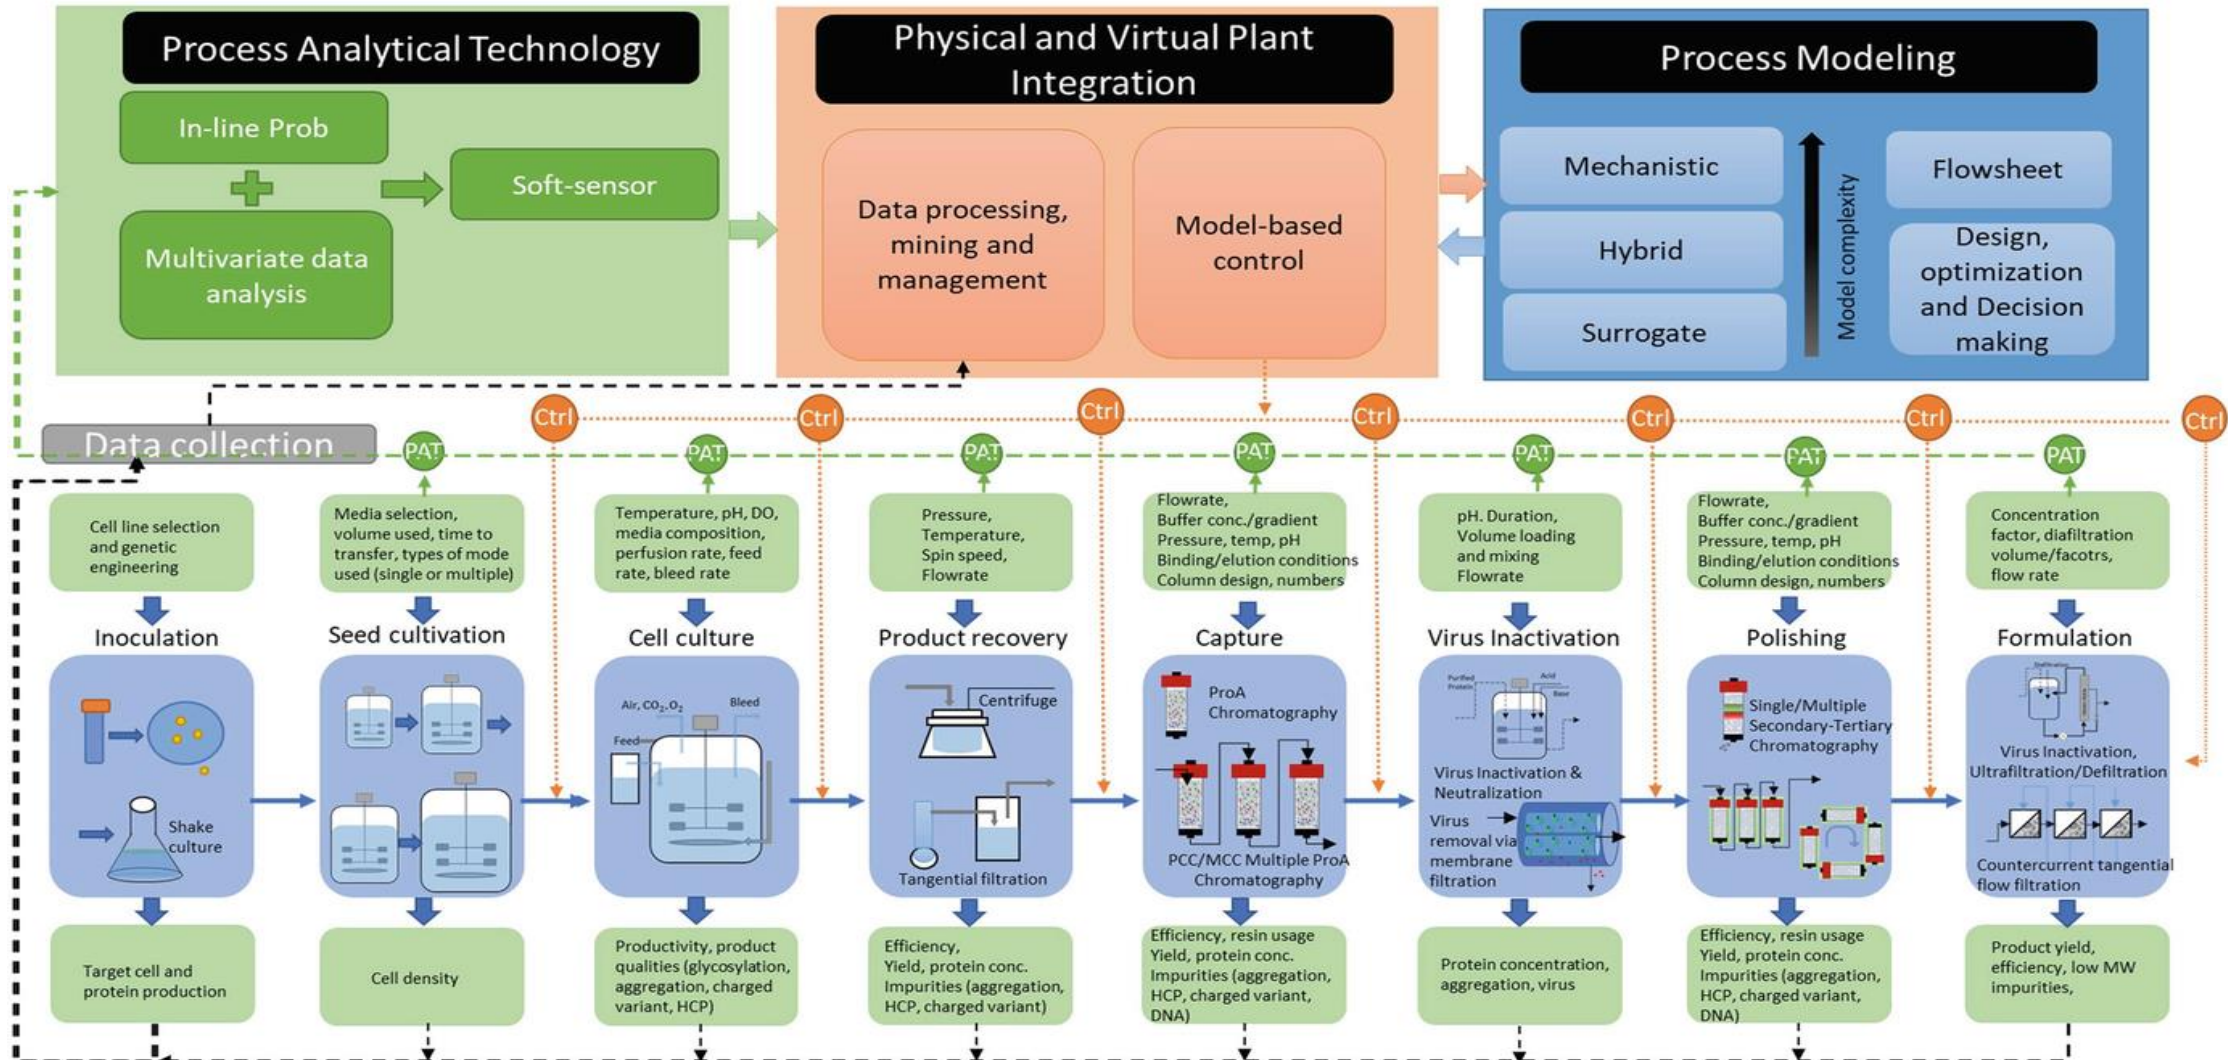 Process Analytical Technology
In-line Prob
Multivariate data
analysis
Soft-sensor
Physical and Virtual Plant
Integration
Data processing,
mining and
management
Model-based
control
Process Modeling
Mechanistic
Hybrid
Surrogate
Model complexity
Flowsheet
Design,
optimization
and Decision
making
Ctrl
Ctrl
Ctrl
Ctrl
Ctrl
Ctrl
Ctrl
Data collection
PAT
PAT
PAT
PAT
PAT
PAT
PAT
Cell line selection
and genetic
engineering
Media selection,
volume used, time to
transfer, types of mode
used (single or multiple)
Temperature, pH, DO,
media composition,
perfusion rate, feed
rate, bleed rate
Pressure,
Temperature,
Spin speed,
Flowrate
Flowrate,
Buffer conc./gradient
Pressure, temp, pH
Binding/elution conditions
Column design, numbers
pH. Duration,
Volume loading
and mixing
Flowrate
Flowrate,
Buffer conc./gradient
Pressure, temp, pH
Binding/elution conditions
Column design, numbers
Concentration
factor, diafiltration
volume/facotrs,
flow rate
Inoculation
Seed cultivation
Cell culture
Product recovery
Capture
Virus Inactivation
Polishing
Formulation
Shake
culture
Air, CO2,O2
Bleed
Feed
Centrifuge
Tangential filtration
ProA
Chromatography
PCC/MCC Multiple ProA
Chromatography
Purified
Protein
Acid
Base
Virus Inactivation &
Neutralization
Virus
removal via
membrane
filtration
Single/Multiple
Secondary-Tertiary
Chromatography
Virus Inactivation,
Ultrafiltration/Defiltration
Countercurrent tangential
flow filtration
Target cell and
protein production
Cell density
Productivity, product
qualities (glycosylation,
aggregation, charged
variant, HCP)
Efficiency,
Yield, protein conc.
Impurities (aggregation,
HCP, charged variant)
Efficiency, resin usage
Yield, protein conc.
Impurities (aggregation,
HCP, charged variant,
DNA)
Protein concentration,
aggregation, virus
Efficiency, resin usage
Yield, protein conc.
Impurities (aggregation,
HCP, charged variant,
DNA)
Product yield,
efficiency, low MW
impurities,